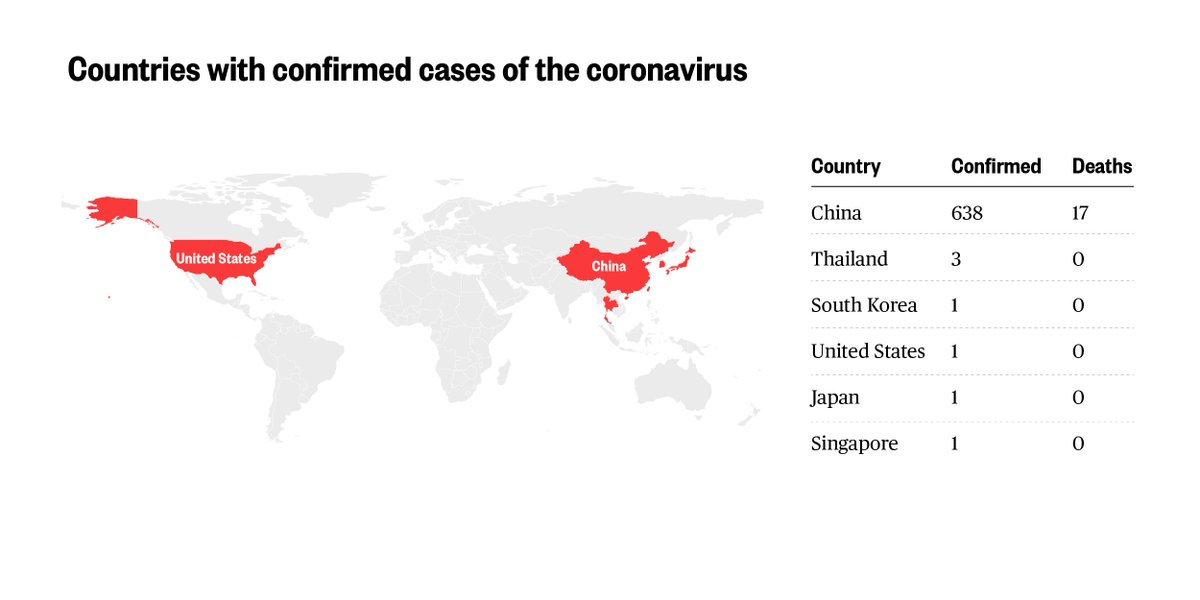 Countries with confirmed cases of the coronavirus
United States
China
Country Confirmed Deaths
China 638 17
Thailand 3 0
South Korea 1 0
United States 1 0
Japan 1 0
Singapore 1 0